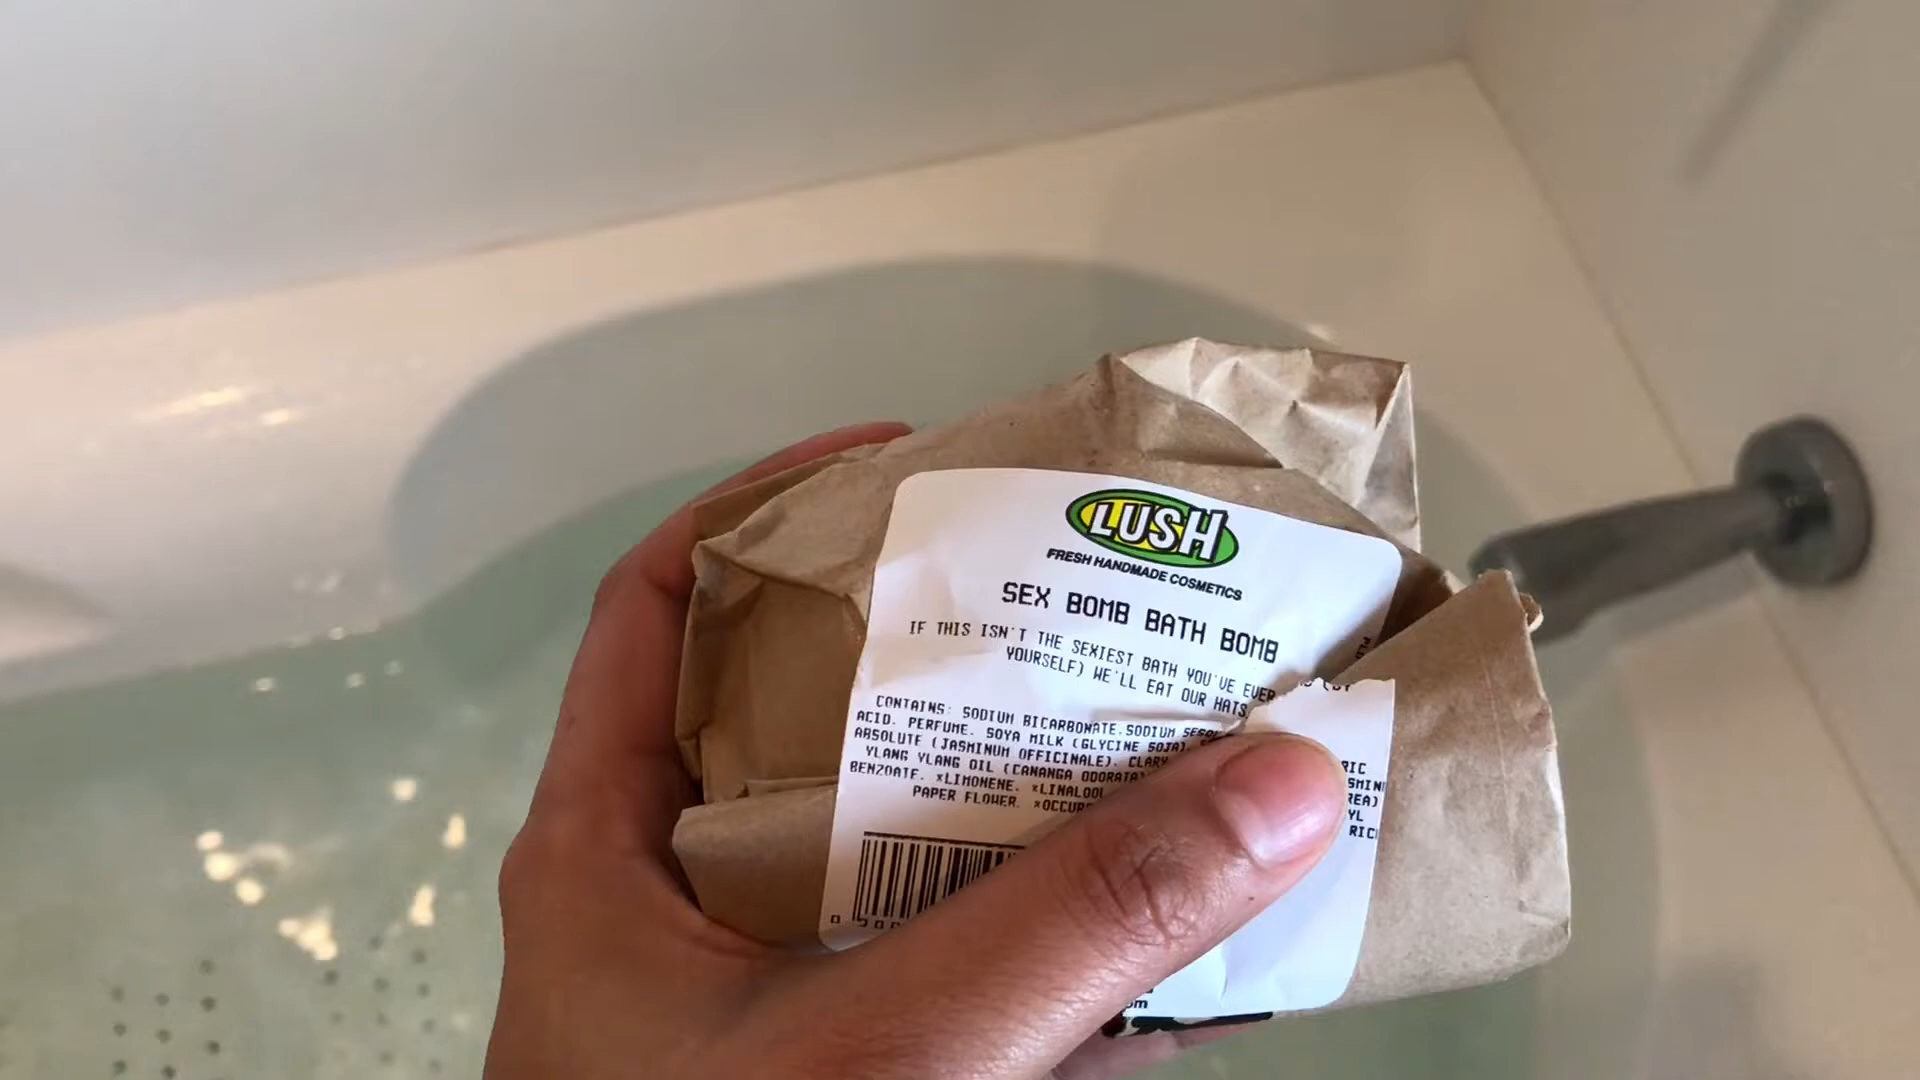 LUSH
FRESH HANDMADE COSMETICS
SEX BOMB BATH BOMB
IF THIS ISN'T THE SEXIEST BATH YOU'VE EVER
YOURSELF) WE'LL EAT OUR HATS.
CONTAINS: SODIUM BICARBONATE. SODIUM
ACID. PERFUME. SOYA MILK (GLYCINE SOJA).
ABSOLUTE (JASMINUM OFFICINALE). CLARY
YLANG YLANG OIL (CANANGA ODORATA)
BENZOATE. *LIMONENE. *LINALOOL
PAPER FLOWER. *OCCURS